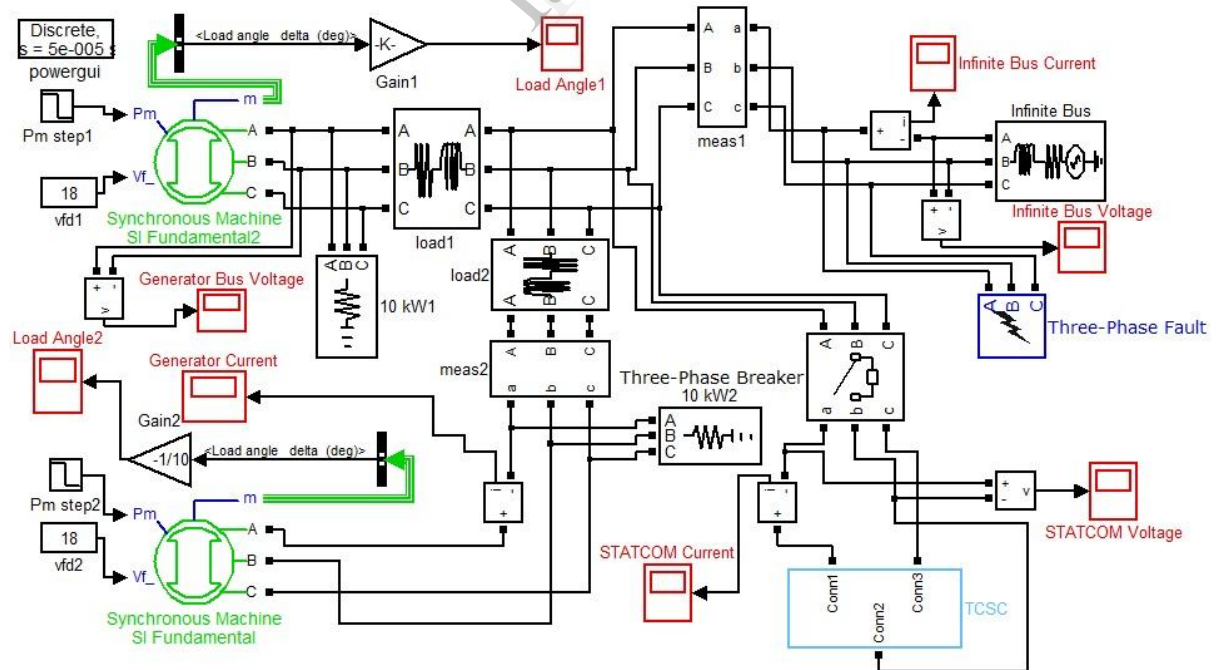 Discrete,
s = 5e-005 s
powergui
<Load angle delta (deg)>
-K-
Gain1
Load Angle1
A
B
C
a
b
c
meas1
Infinite Bus Current
Infinite Bus
A
B
C
i
+
-
Pm step1
Pm
m
A
B
C
18
vfd1
Vf_
Synchronous Machine
SI Fundamental2
A
B
C
A
B
C
load1
A B C
10 kW1
+ -
v
Generator Bus Voltage
A B C
load2
A B C
+ -
v
Infinite Bus Voltage
A B C
Three-Phase Fault
Load Angle2
Generator Current
meas2
A B C
a b c
Three-Phase Breaker
10 kW2
A
B
C
A B C
a b c
Gain2
-1/10
<Load angle delta (deg)>
Pm step2
Pm
m
A
B
C
18
vfd2
Vf_
Synchronous Machine
SI Fundamental
i
-
+
i
-
+
+
-
v
STATCOM Voltage
STATCOM Current
Conn1
Conn2
Conn3
TCSC